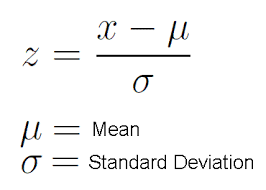 z = (x − μ) / σ
μ = Mean
σ = Standard Deviation